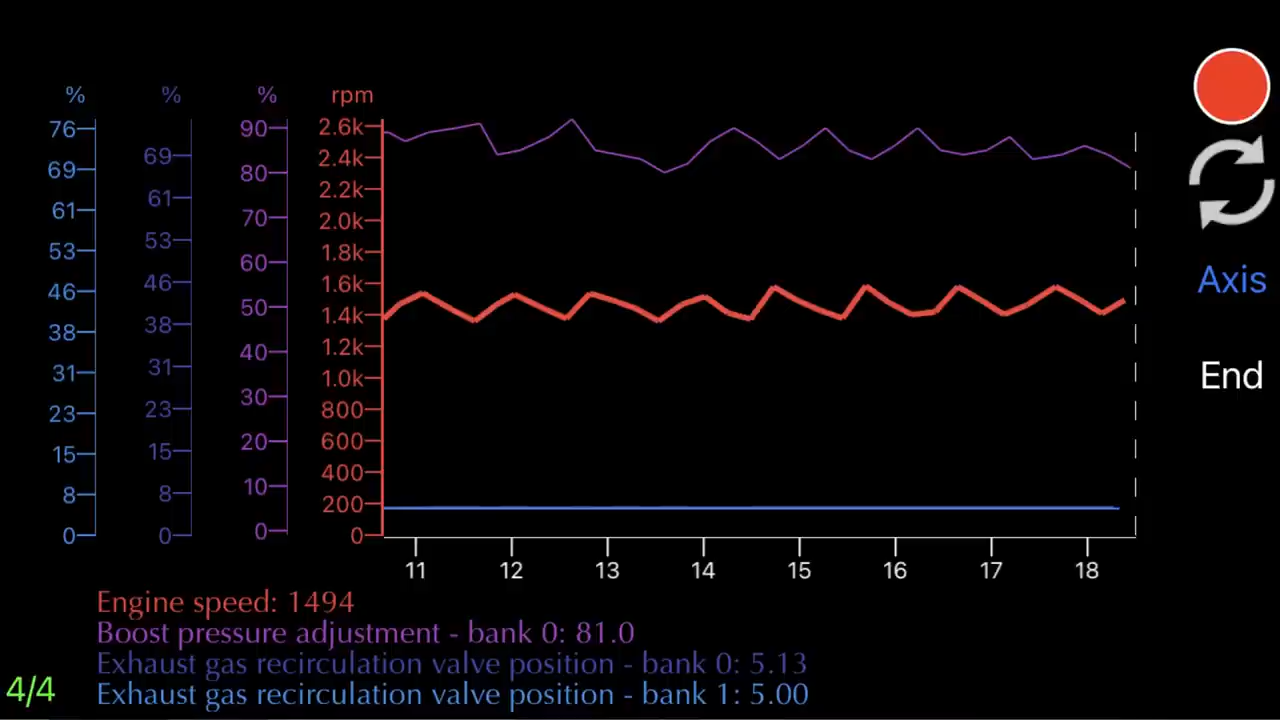 % % % rpm
76 90 2.6k
69 69 80 2.4k
61 61 70 2.2k
53 53 60 2.0k
46 46 50 1.8k
38 38 40 1.6k
31 31 30 1.4k
23 23 20 1.2k
15 15 10 1.0k
8 8 0 800
0 0 600
400
200
0
11 12 13 14 15 16 17 18
Axis
End
Engine speed: 1494
Boost pressure adjustment - bank 0: 81.0
Exhaust gas recirculation valve position - bank 0: 5.13
4/4 Exhaust gas recirculation valve position - bank 1: 5.00